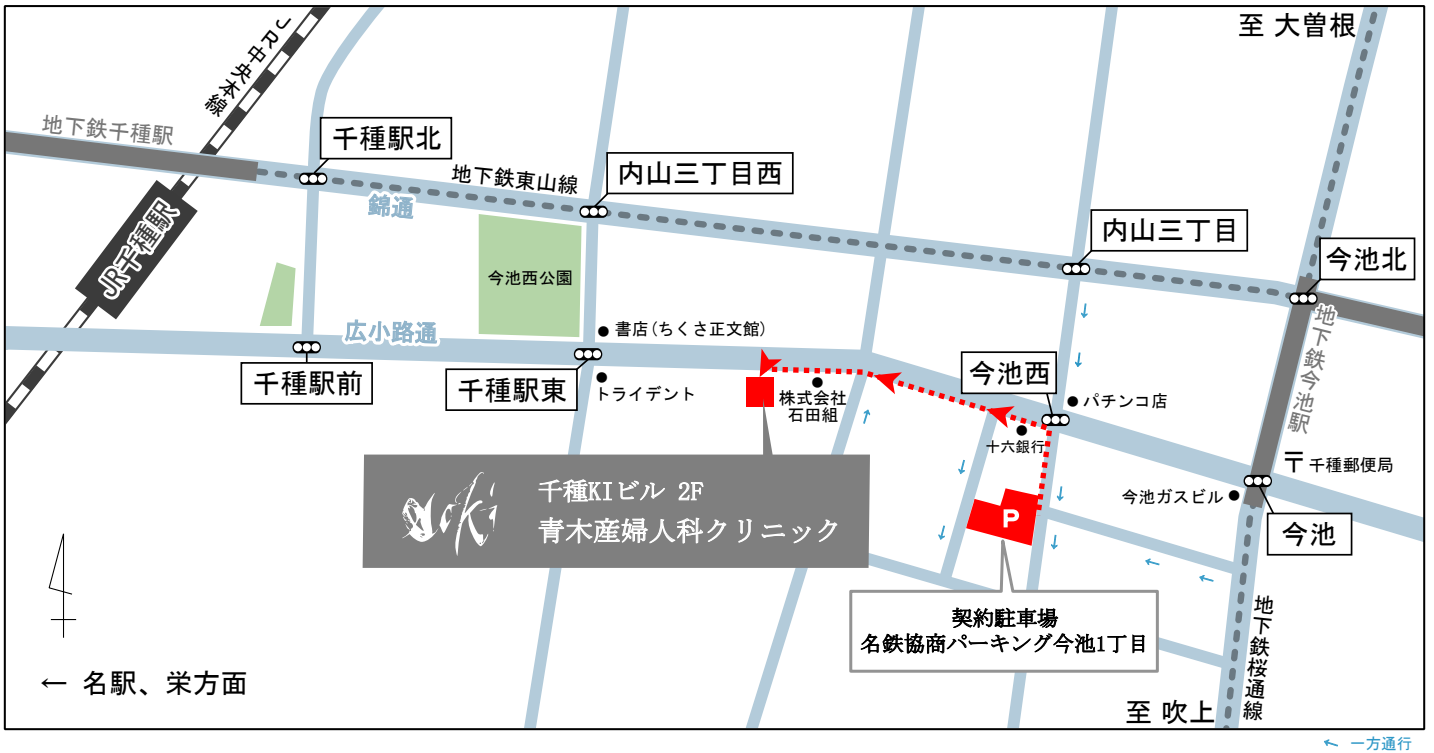 至 大曽根
JR中央本線
地下鉄千種駅
千種駅北
地下鉄東山線
内山三丁目西
錦通
内山三丁目
今池北
JR千種駅
今池西公園
地下鉄今池駅
広小路通
書店(ちくさ正文館)
千種駅前
千種駅東
トライデント
株式会社
石田組
今池西
パチンコ店
十六銀行
〒千種郵便局
今池ガスビル
今池
aoki
千種KIビル 2F
青木産婦人科クリニック
P
契約駐車場
名鉄協商パーキング今池1丁目
地下鉄桜通線
← 名駅、栄方面
至 吹上
← 一方通行